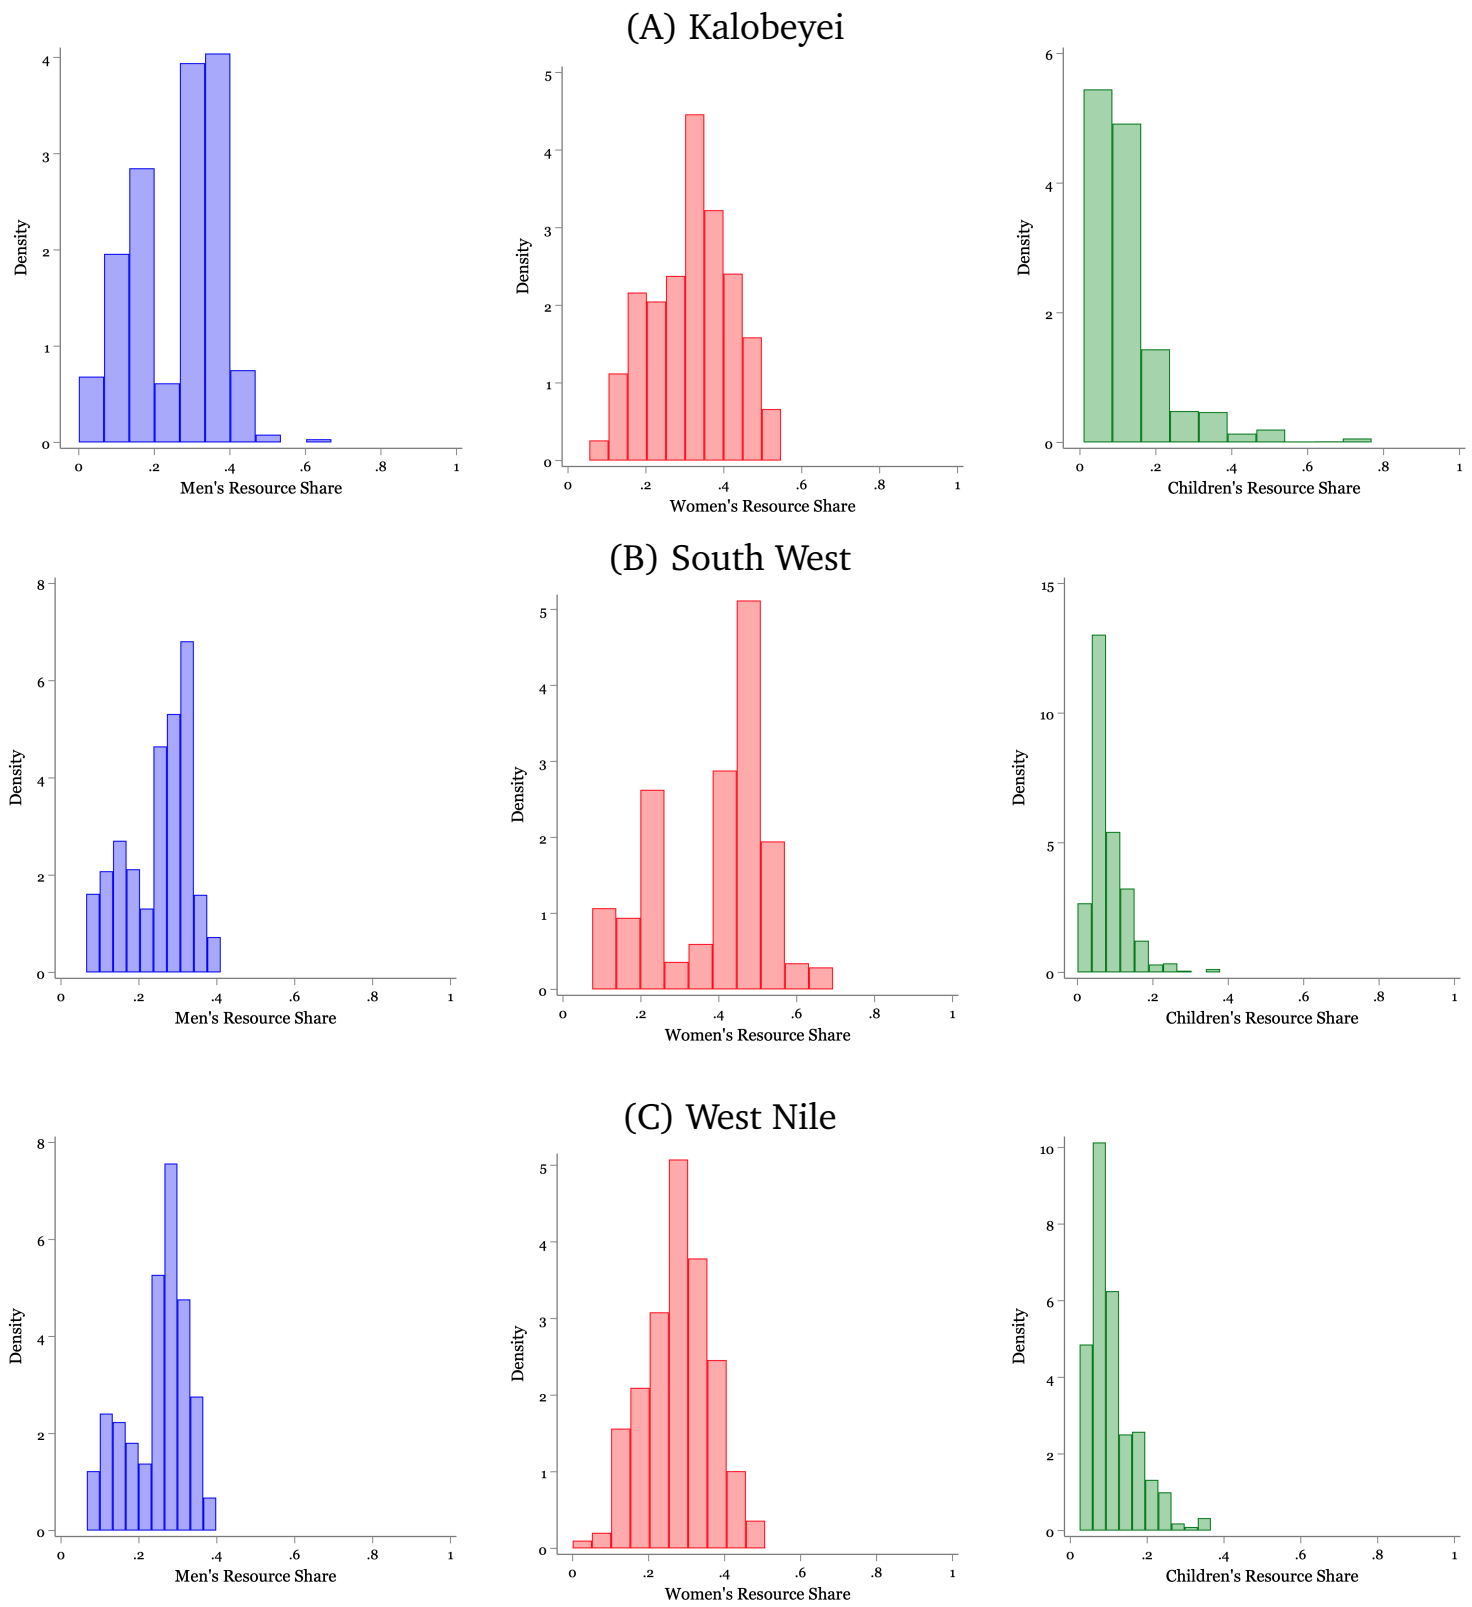 (A) Kalobeyei
Density
4
3
2
1
0
0 .2 .4 .6 .8 1
Men's Resource Share
Density
5
4
3
2
1
0
0 .2 .4 .6 .8 1
Women's Resource Share
Density
6
4
2
0
0 .2 .4 .6 .8 1
Children's Resource Share
(B) South West
Density
8
6
4
2
0
0 .2 .4 .6 .8 1
Men's Resource Share
Density
5
4
3
2
1
0
0 .2 .4 .6 .8 1
Women's Resource Share
Density
15
10
5
0
0 .2 .4 .6 .8 1
Children's Resource Share
(C) West Nile
Density
8
6
4
2
0
0 .2 .4 .6 .8 1
Men's Resource Share
Density
5
4
3
2
1
0
0 .2 .4 .6 .8 1
Women's Resource Share
Density
10
8
6
4
2
0
0 .2 .4 .6 .8 1
Children's Resource Share